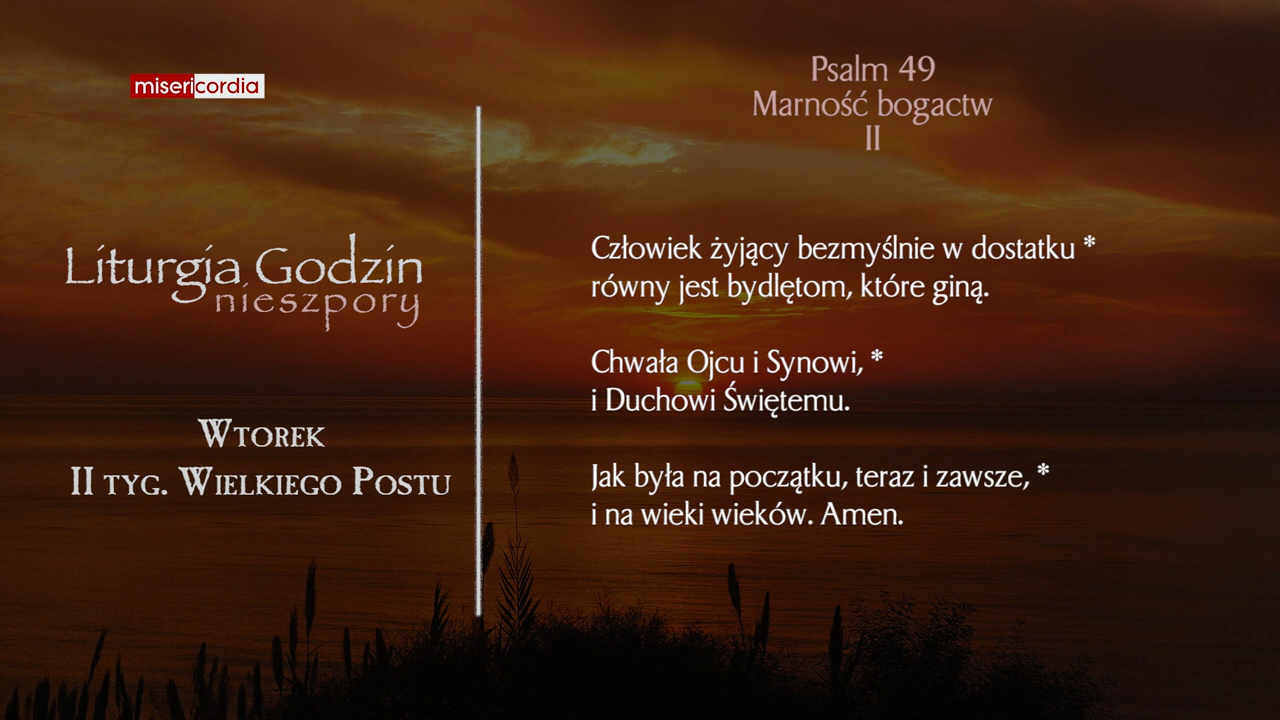 misericordia
Liturgia Godzin
nieszpory
Wtorek
II tyg. Wielkiego Postu
Psalm 49
Marność bogactw
II
Człowiek żyjący bezmyślnie w dostatku *
równy jest bydlętom, które giną.
Chwała Ojcu i Synowi, *
i Duchowi Świętemu.
Jak była na początku, teraz i zawsze, *
i na wieki wieków. Amen.